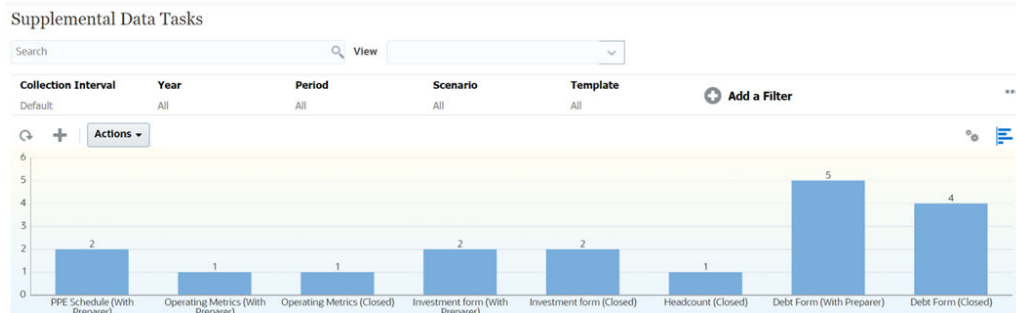 Supplemental Data Tasks
Search
View
Collection Interval Year Period Scenario Template
Default All All All All
Add a Filter
Actions
6
5
4
3
2
1
0
2 1 1 2 2 1 5 4
PPE Schedule (With
Preparer)
Operating Metrics (With
Preparer)
Operating Metrics (Closed)
Investment form (With
Preparer)
Investment form (Closed)
Headcount (Closed)
Debt Form (With Preparer)
Debt Form (Closed)